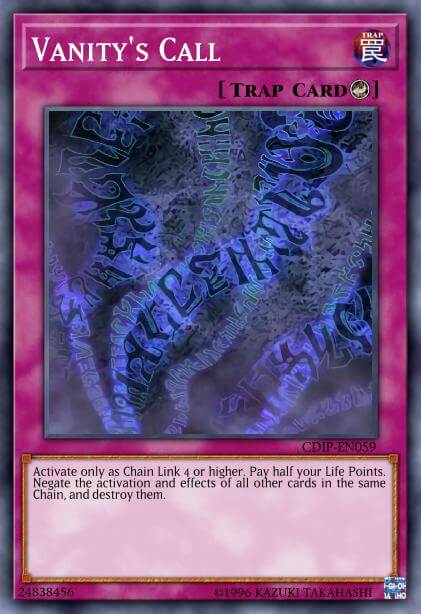 Vanity's Call
TRAP
罠
[Trap Card]
CDIP-EN059
Activate only as Chain Link 4 or higher. Pay half your Life Points.
Negate the activation and effects of all other cards in the same
Chain, and destroy them.
24838456
©1996 KAZUKI TAKAHASHI